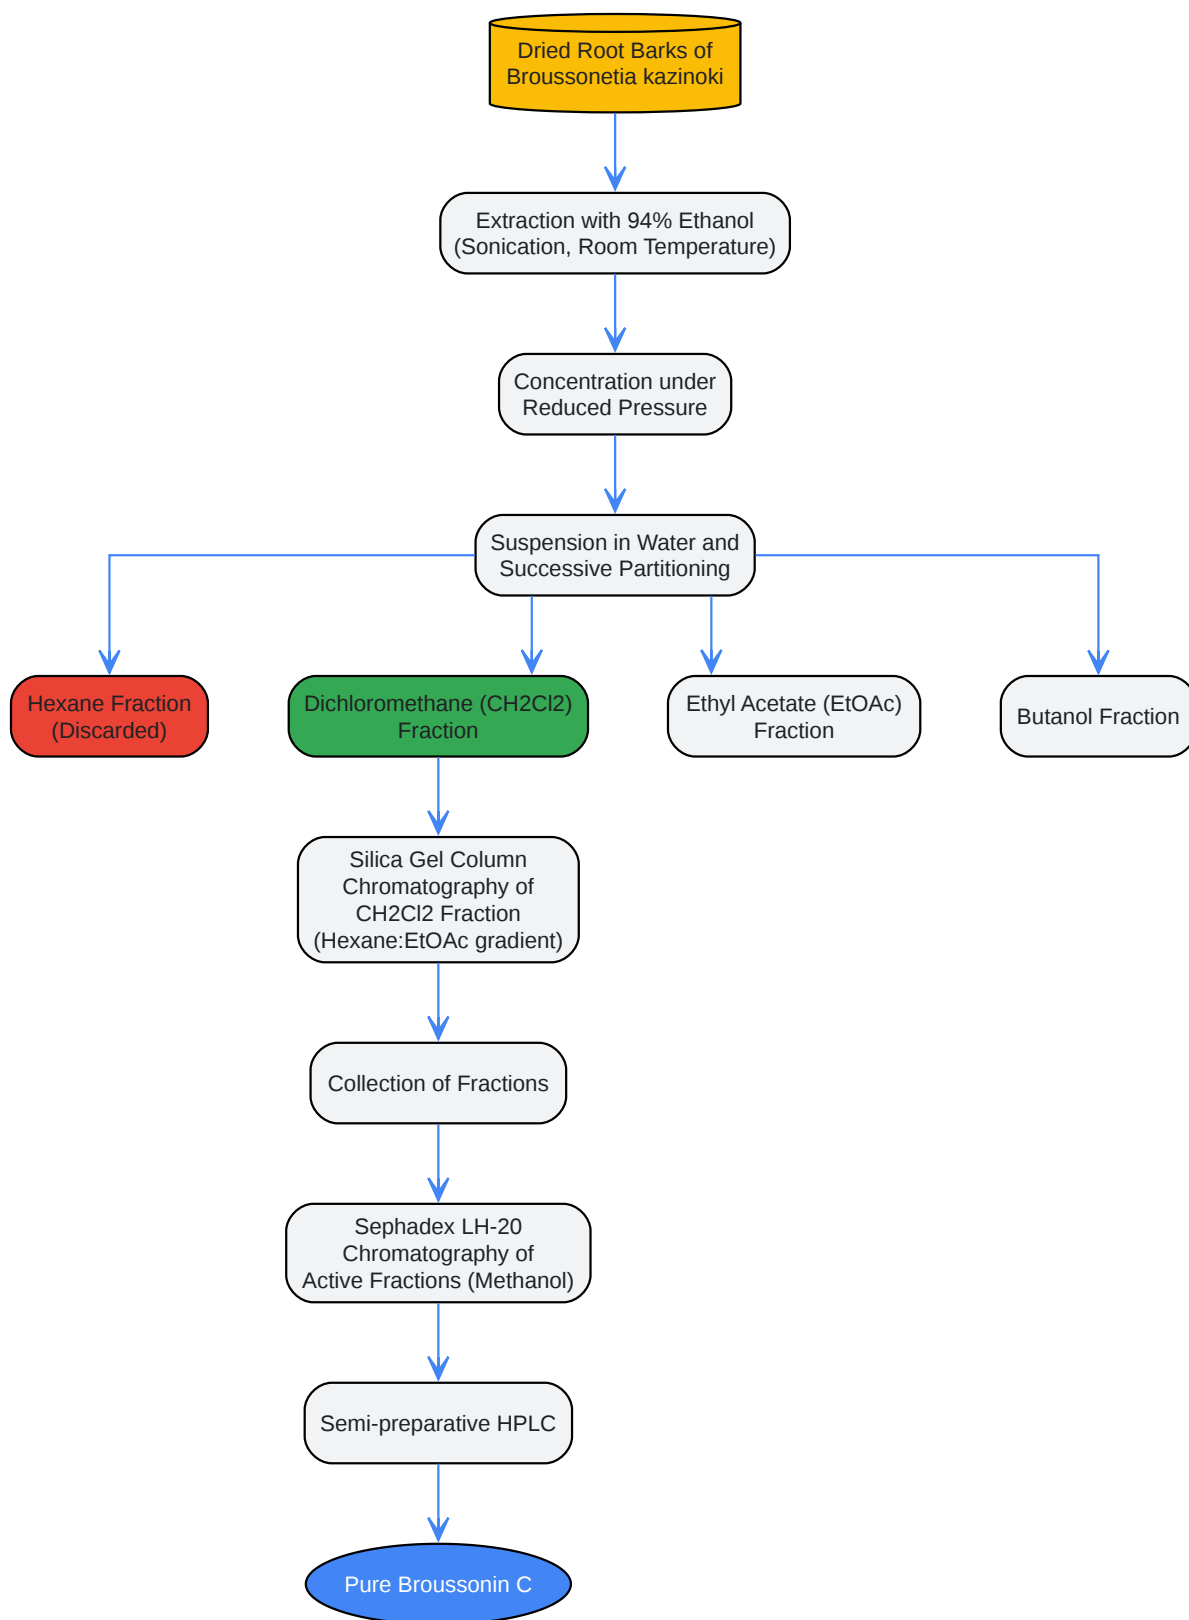 Dried Root Barks of
Broussonetia kazinoki
Extraction with 94% Ethanol
(Sonication, Room Temperature)
Concentration under
Reduced Pressure
Suspension in Water and
Successive Partitioning
Hexane Fraction
(Discarded)
Dichloromethane (CH2Cl2)
Fraction
Ethyl Acetate (EtOAc)
Fraction
Butanol Fraction
Silica Gel Column
Chromatography of
CH2Cl2 Fraction
(Hexane:EtOAc gradient)
Collection of Fractions
Sephadex LH-20
Chromatography of
Active Fractions (Methanol)
Semi-preparative HPLC
Pure Broussonin C